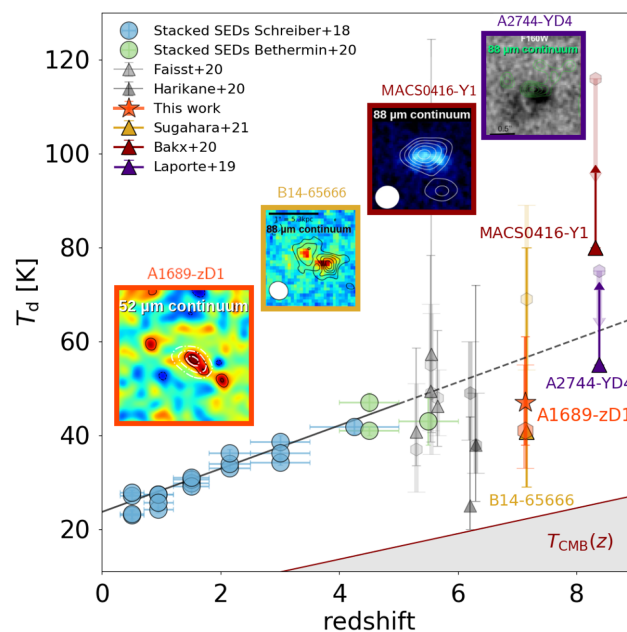 A2744-YD4
F160W
88 μm continuum
0.5"
Stacked SEDs Schreiber+18
Stacked SEDs Bethermin+20
Faisst+20
Harikane+20
This work
Sugahara+21
Bakx+20
Laporte+19
MACS0416-Y1
88 μm continuum
B14-65666
88 μm continuum
A1689-zD1
52 μm continuum
MACS0416-Y1
A2744-YD4
A1689-zD1
B14-65666
T_CMB(z)
T_d [K]
120
100
80
60
40
20
0
2
4
6
8
redshift